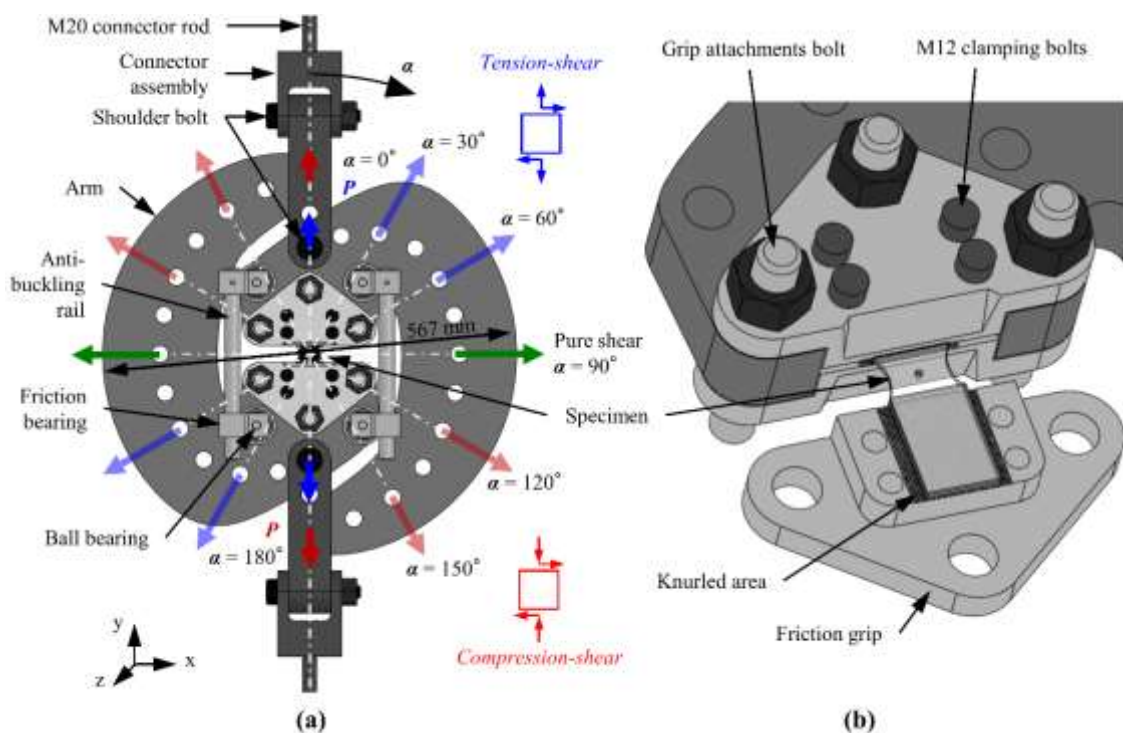 M20 connector rod
Connector
assembly
α
Shoulder bolt
Tension-shear
α = 0°
α = 30°
P
Arm
α = 60°
Anti-
buckling
rail
567 mm
Pure shear
α = 90°
Friction
bearing
Specimen
α = 120°
Ball bearing
P
α = 180°
α = 150°
y
x
z
Compression-shear
(a)
Grip attachments bolt
M12 clamping bolts
Knurled area
Friction grip
(b)